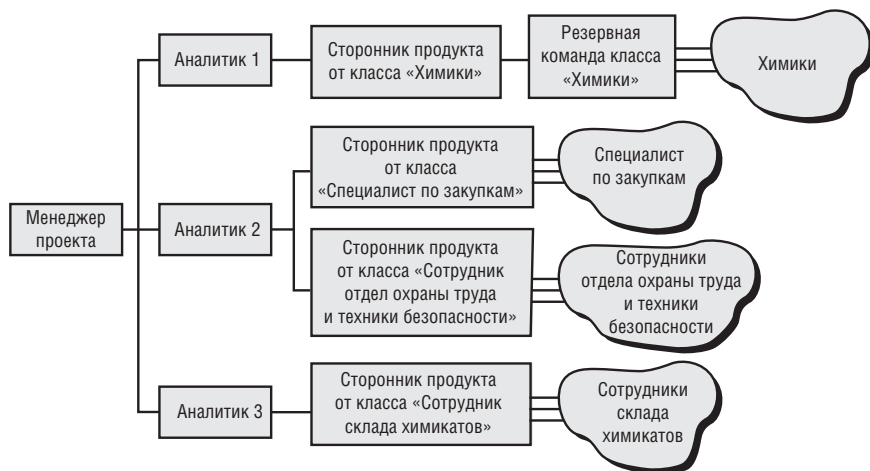 Менеджер
проекта
Аналитик 1
Сторонник продукта
от класса «Химики»
Резервная
команда класса
«Химики»
Химики
Аналитик 2
Сторонник продукта
от класса
«Специалист по закупкам»
Специалист
по закупкам
Сторонник продукта
от класса «Сотрудник
отдел охраны труда
и техники безопасности»
Сотрудники
отдела охраны труда
и техники
безопасности
Аналитик 3
Сторонник продукта
от класса «Сотрудник
склада химикатов»
Сотрудники
склада
химикатов